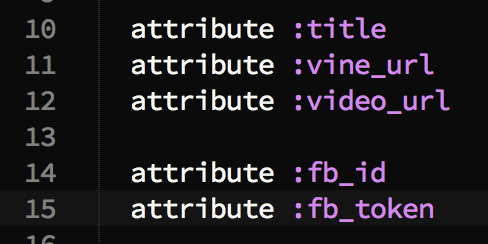 10 attribute :title
11 attribute :vine_url
12 attribute :video_url
13
14 attribute :fb_id
15 attribute :fb_token